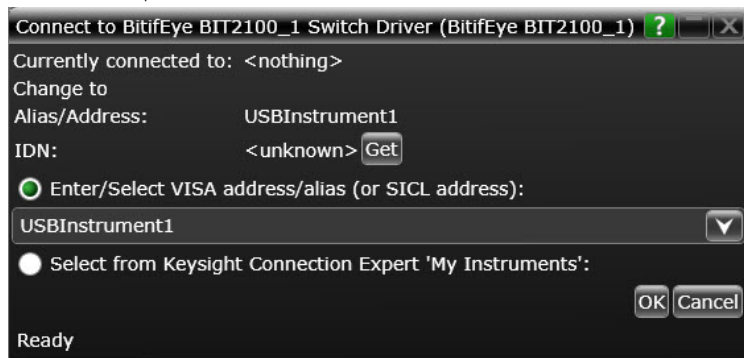 Connect to BitifEye BIT2100_1 Switch Driver (BitifEye BIT2100_1) ? X
Currently connected to: <nothing>
Change to
Alias/Address: USBInstrument1
IDN: <unknown> Get
Enter/Select VISA address/alias (or SICL address):
USBInstrument1
Select from Keysight Connection Expert 'My Instruments':
OK Cancel
Ready